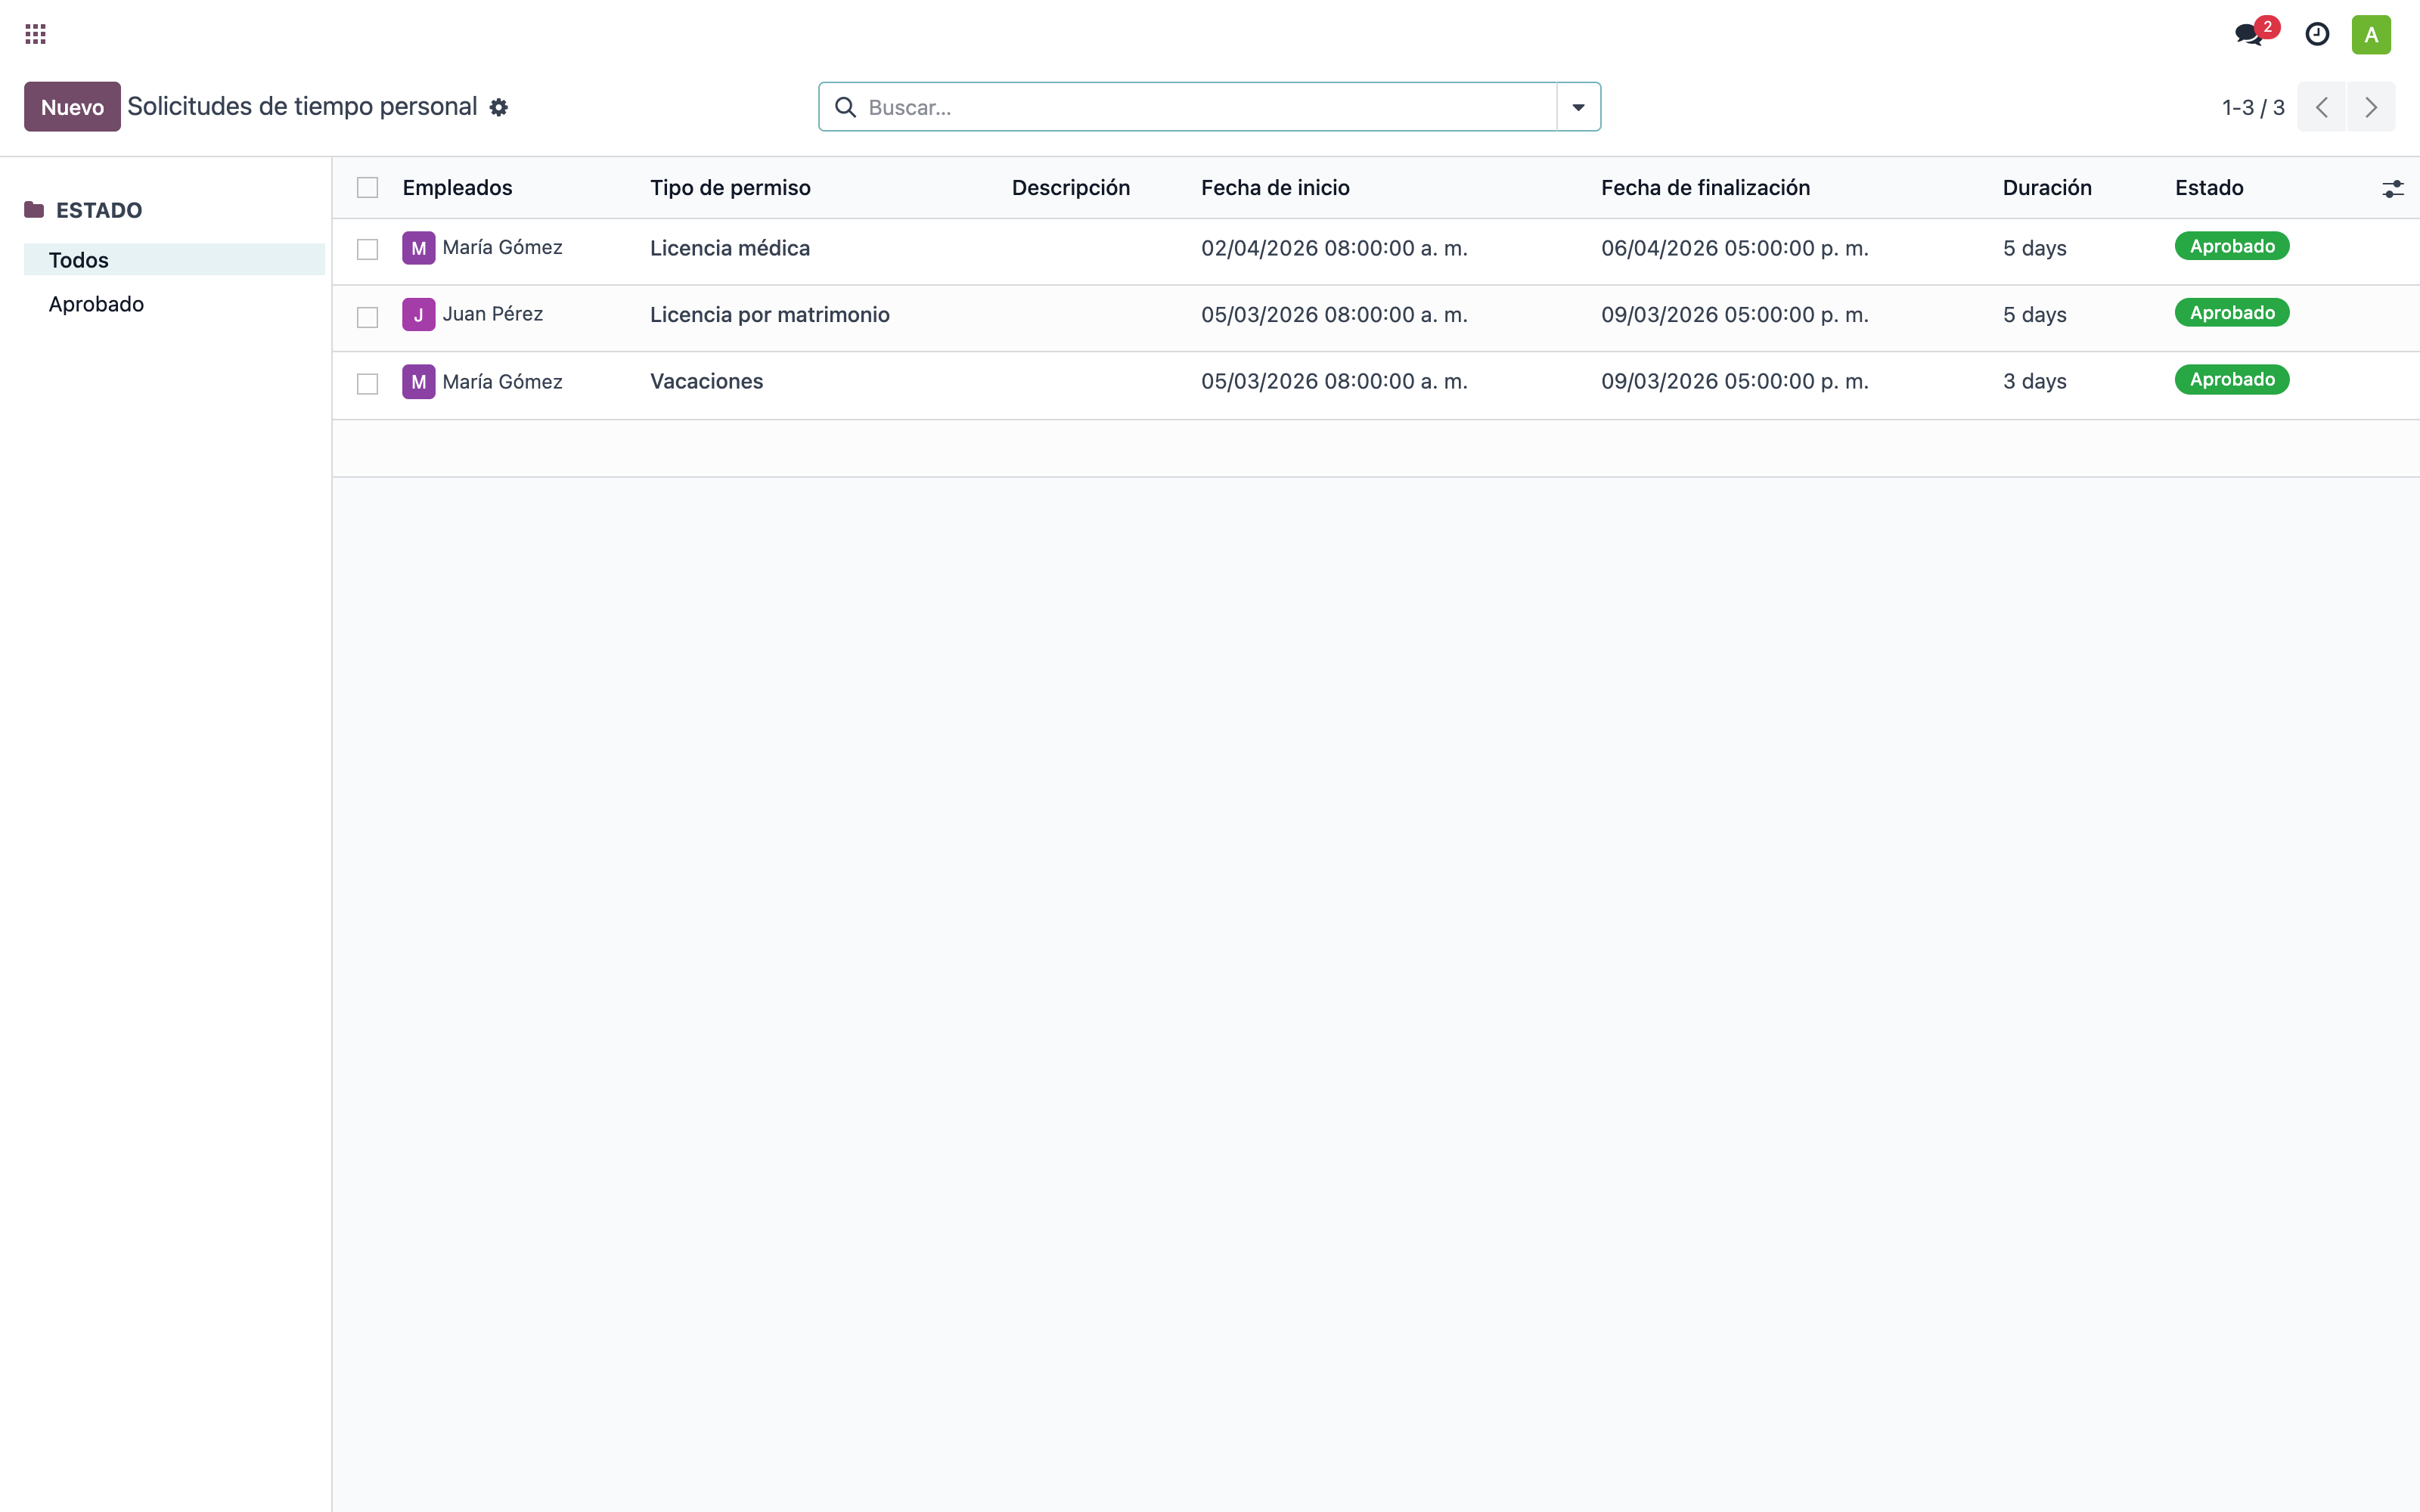 2
A
Nuevo Solicitudes de tiempo personal
Buscar...
1-3 / 3
ESTADO
Todos
Aprobado
Empleados Tipo de permiso Descripción Fecha de inicio Fecha de finalización Duración Estado
M María Gómez Licencia médica 02/04/2026 08:00:00 a. m. 06/04/2026 05:00:00 p. m. 5 days Aprobado
J Juan Pérez Licencia por matrimonio 05/03/2026 08:00:00 a. m. 09/03/2026 05:00:00 p. m. 5 days Aprobado
M María Gómez Vacaciones 05/03/2026 08:00:00 a. m. 09/03/2026 05:00:00 p. m. 3 days Aprobado